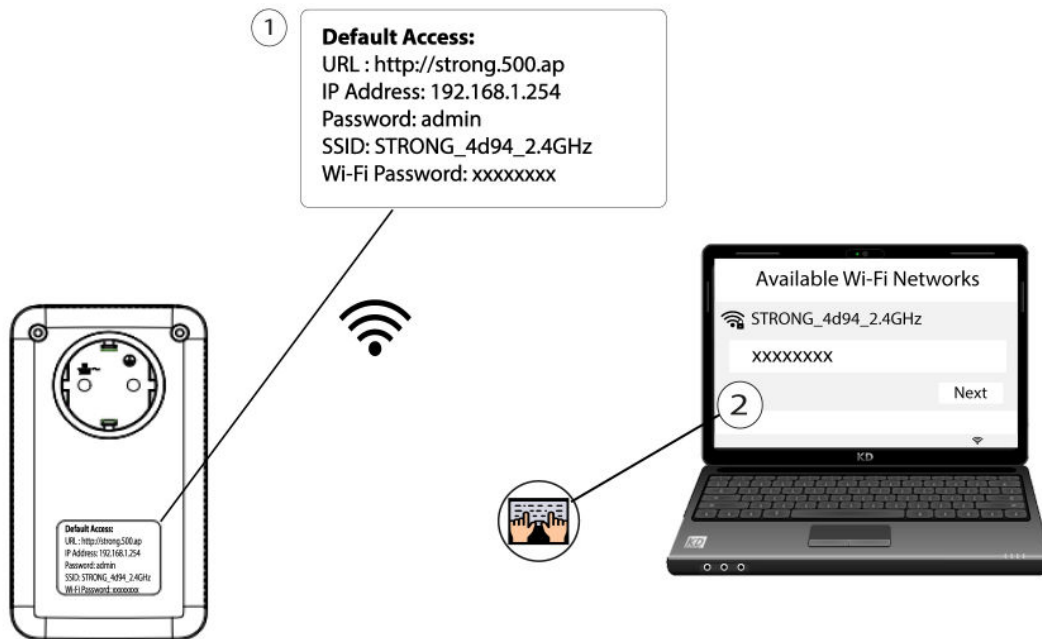 1
Default Access:
URL : http://strong.500.ap
IP Address: 192.168.1.254
Password: admin
SSID: STRONG_4d94_2.4GHz
Wi-Fi Password: xxxxxxxx
Available Wi-Fi Networks
STRONG_4d94_2.4GHz
xxxxxxxx
Next
2
KD
KD
Default Access:
URL : http://strong.500.ap
IP Address: 192.168.1.254
Password: admin
SSID: STRONG_4d94_2.4GHz
Wi-Fi Password: xxxxxxxx